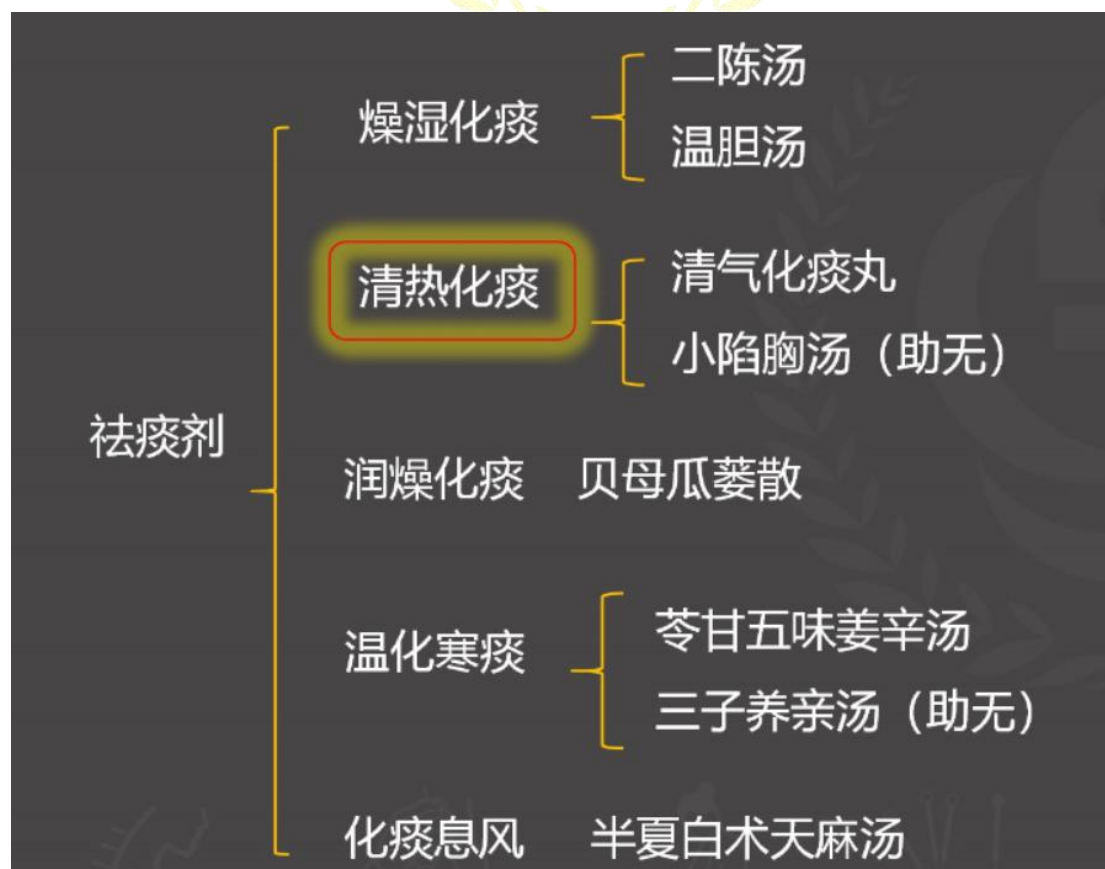 祛痰剂
燥湿化痰
二陈汤
温胆汤
清热化痰
清气化痰丸
小陷胸汤（助无）
润燥化痰 贝母瓜蒌散
温化寒痰
苓甘五味姜辛汤
三子养亲汤（助无）
化痰息风 半夏白术天麻汤